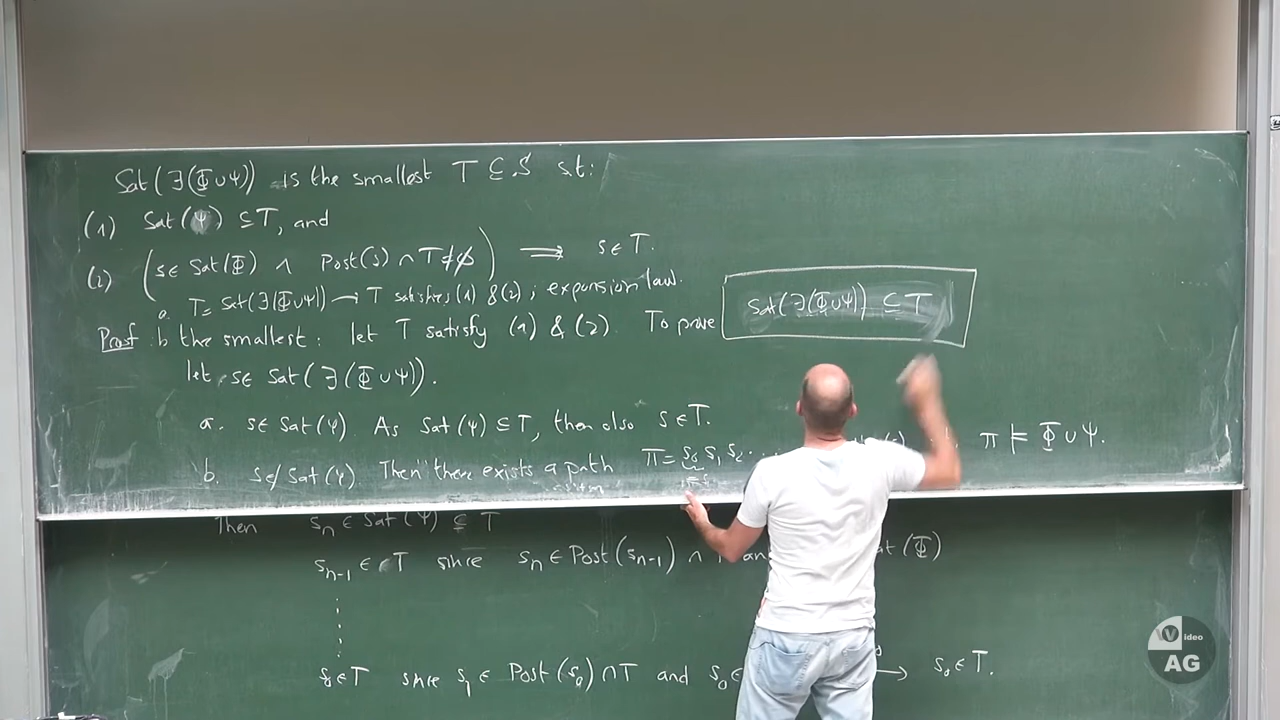 Sat(∃(Φ∪Ψ)) is the smallest T ⊆ S s.t:
(1) Sat(Ψ) ⊆ T, and
(2) (s ∈ Sat(Φ) ∧ Post(s) ∩ T ≠ ∅) ⟹ s ∈ T.
a. T = Sat(∃(Φ∪Ψ)) → T satisfies (1) & (2) ; expansion law.
Proof b the smallest : let T satisfy (1) & (2). To prove Sat(∃(Φ∪Ψ)) ⊆ T
let s ∈ Sat(∃(Φ∪Ψ)).
a. s ∈ Sat(Ψ). As Sat(Ψ) ⊆ T, then also s ∈ T.
b. s ∉ Sat(Ψ). Then there exists a path π = s₀ s₁ s₂ . . . π ⊨ Φ∪Ψ.
Then sₙ ∈ Sat(Ψ) ⊆ T
sₙ₋₁ ∈ T since sₙ ∈ Post(sₙ₋₁) ∩ (Φ)
s₀ ∈ T since s₁ ∈ Post(s₀) ∩ T and s₀ ∈ → s₀ ∈ T.
Video
AG